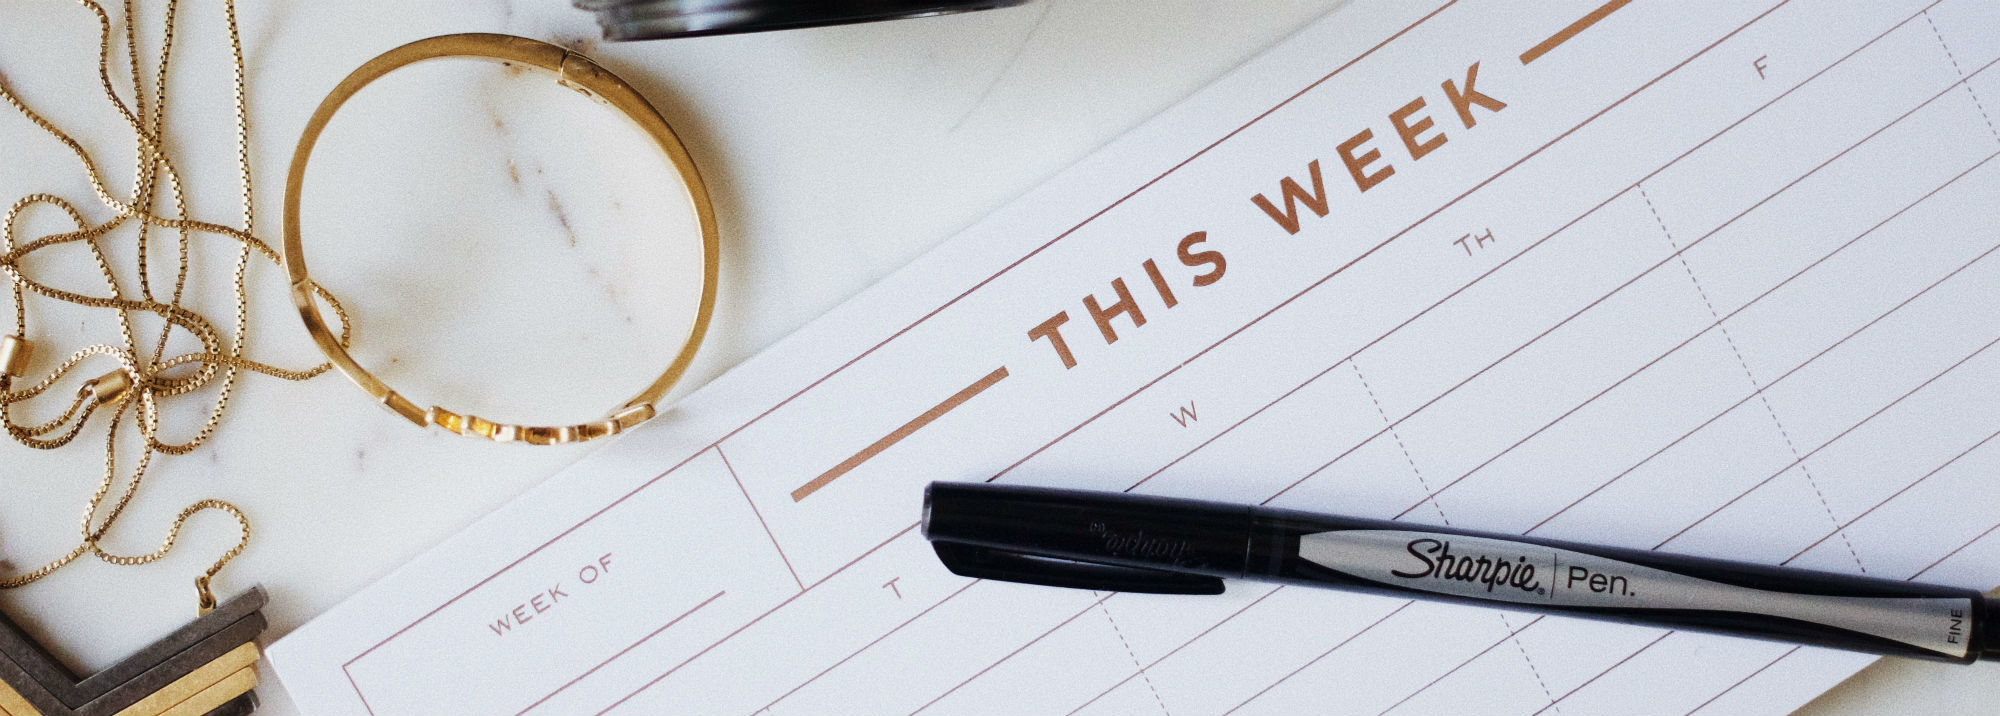 THIS WEEK
WEEK OF
T W TH F
Sharpie® Pen.
FINE